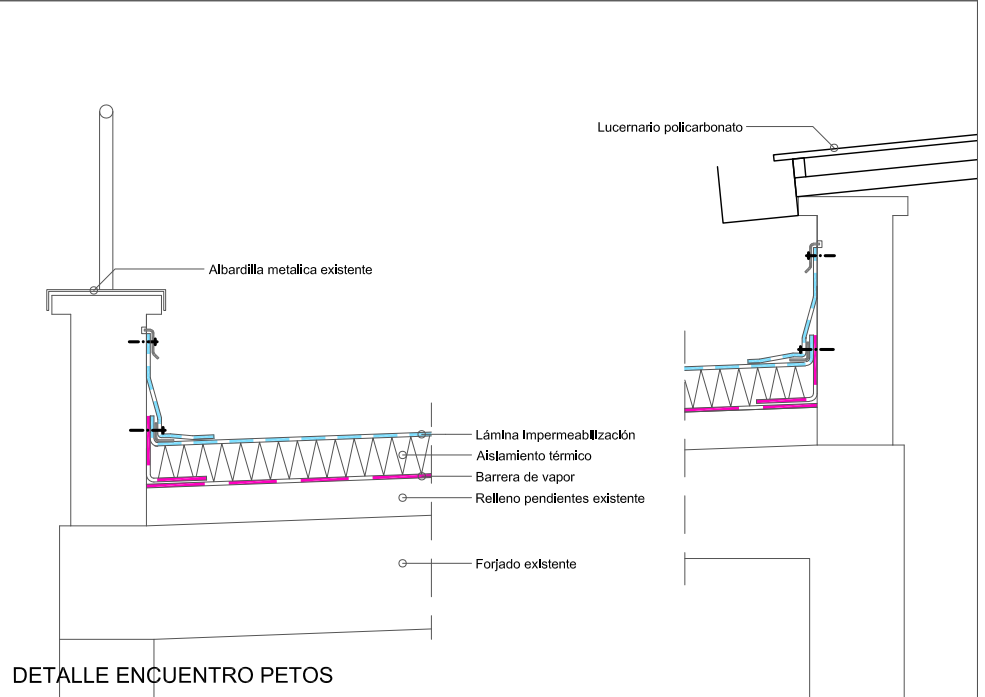 Lucernario policarbonato
Albardilla metalica existente
Lámina Impermeabilización
Aislamiento térmico
Barrera de vapor
Relleno pendientes existente
Forjado existente
DETALLE ENCUENTRO PETOS